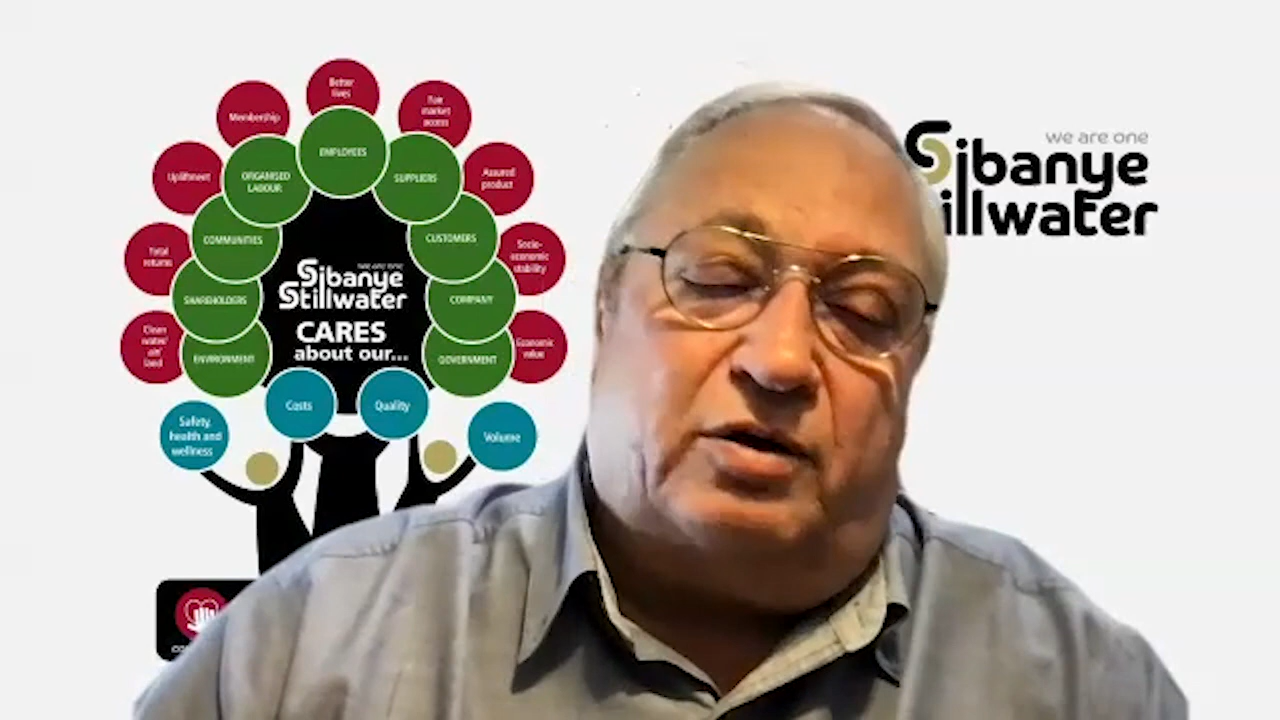 Better
lives
Membership
Fair
market
access
EMPLOYEES
Upliftment
ORGANISED
LABOUR
SUPPLIERS
Assured
product
Total
returns
COMMUNITIES
CUSTOMERS
Socio-
economic
stability
we are one
Sibanye
Stillwater
SHAREHOLDERS
COMPANY
CARES
about our...
Clean
water/
air/
land
ENVIRONMENT
GOVERNMENT
Economic
value
Costs
Quality
Safety,
health and
wellness
Volume
we are one
Sibanye
Stillwater